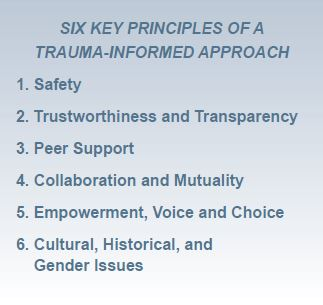 SIX KEY PRINCIPLES OF A
TRAUMA-INFORMED APPROACH
1. Safety
2. Trustworthiness and Transparency
3. Peer Support
4. Collaboration and Mutuality
5. Empowerment, Voice and Choice
6. Cultural, Historical, and
Gender Issues